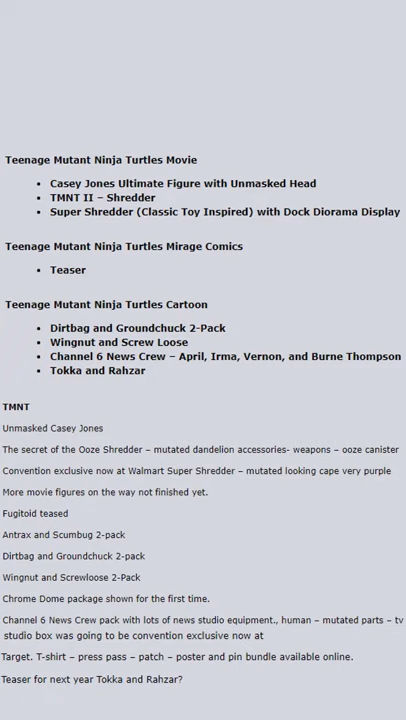 Teenage Mutant Ninja Turtles Movie
• Casey Jones Ultimate Figure with Unmasked Head
• TMNT II – Shredder
• Super Shredder (Classic Toy Inspired) with Dock Diorama Display
Teenage Mutant Ninja Turtles Mirage Comics
• Teaser
Teenage Mutant Ninja Turtles Cartoon
• Dirtbag and Groundchuck 2-Pack
• Wingnut and Screw Loose
• Channel 6 News Crew – April, Irma, Vernon, and Burne Thompson
• Tokka and Rahzar
TMNT
Unmasked Casey Jones
The secret of the Ooze Shredder – mutated dandelion accessories- weapons – ooze canister
Convention exclusive now at Walmart Super Shredder – mutated looking cape very purple
More movie figures on the way not finished yet.
Fugitoid teased
Antrax and Scumbug 2-pack
Dirtbag and Groundchuck 2-pack
Wingnut and Screwloose 2-Pack
Chrome Dome package shown for the first time.
Channel 6 News Crew pack with lots of news studio equipment., human – mutated parts – tv
studio box was going to be convention exclusive now at
Target. T-shirt – press pass – patch – poster and pin bundle available online.
Teaser for next year Tokka and Rahzar?